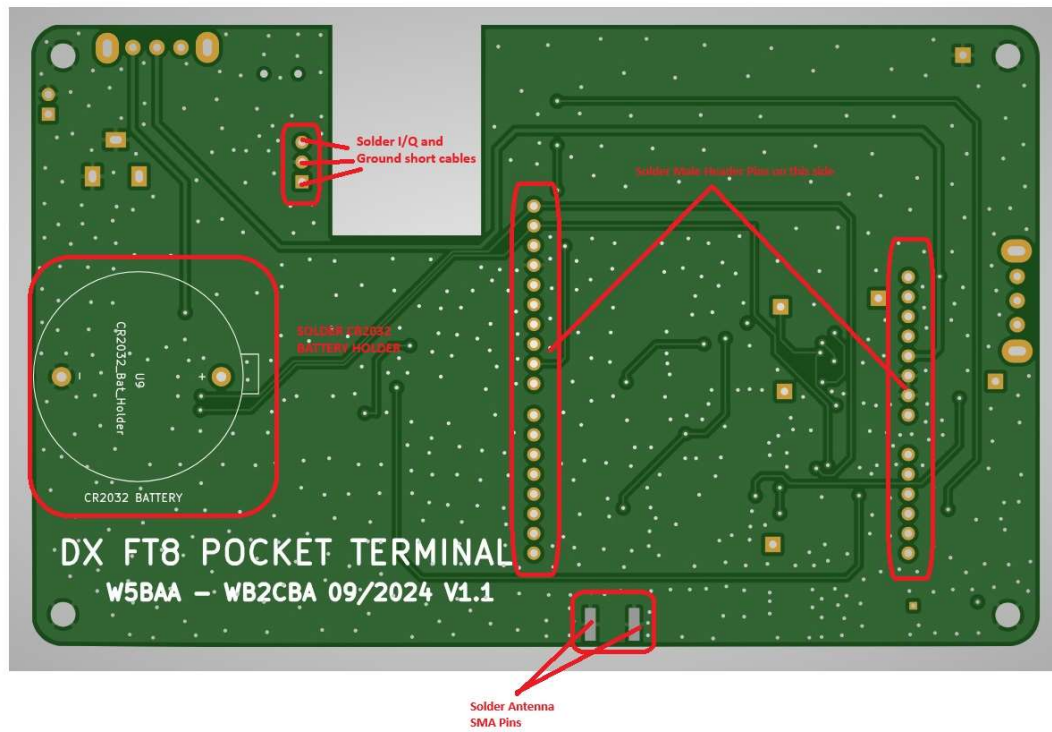 Solder I/Q and
Ground short cables
Solder Male Header Pins on this side
SOLDER CR2032
BATTERY HOLDER
CR2032_Bat_Holder
U9
-
+
CR2032 BATTERY
DX FT8 POCKET TERMINAL
W5BAA - WB2CBA 09/2024 V1.1
Solder Antenna
SMA Pins